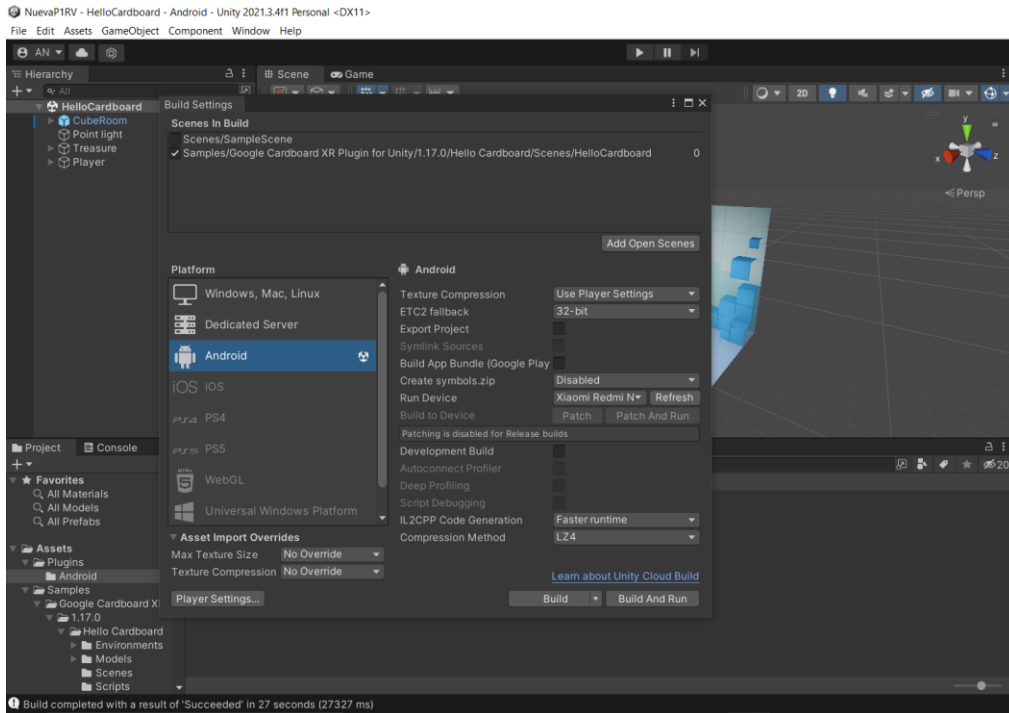 NuevaP1RV - HelloCardboard - Android - Unity 2021.3.4f1 Personal <DX11>
File Edit Assets GameObject Component Window Help
AN
Hierarchy
Scene Game
All
2D
HelloCardboard
CubeRoom
Point light
Treasure
Player
Build Settings
Scenes In Build
Scenes/SampleScene
Samples/Google Cardboard XR Plugin for Unity/1.17.0/Hello Cardboard/Scenes/HelloCardboard 0
Add Open Scenes
y
x
z
Persp
Platform
Windows, Mac, Linux
Dedicated Server
Android
iOS iOS
PS4 PS4
PS5 PS5
HTML 5 WebGL
Universal Windows Platform
Android
Texture Compression Use Player Settings
ETC2 fallback 32-bit
Export Project
Symlink Sources
Build App Bundle (Google Play
Create symbols.zip Disabled
Run Device Xiaomi Redmi N Refresh
Build to Device Patch Patch And Run
Patching is disabled for Release builds
Development Build
Autoconnect Profiler
Deep Profiling
Script Debugging
IL2CPP Code Generation Faster runtime
Compression Method LZ4
Asset Import Overrides
Max Texture Size No Override
Texture Compression No Override
Learn about Unity Cloud Build
Player Settings...
Build Build And Run
Project Console
20
Favorites
All Materials
All Models
All Prefabs
Assets
Plugins
Android
Samples
Google Cardboard X
1.17.0
Hello Cardboard
Environments
Models
Scenes
Scripts
Build completed with a result of 'Succeeded' in 27 seconds (27327 ms)